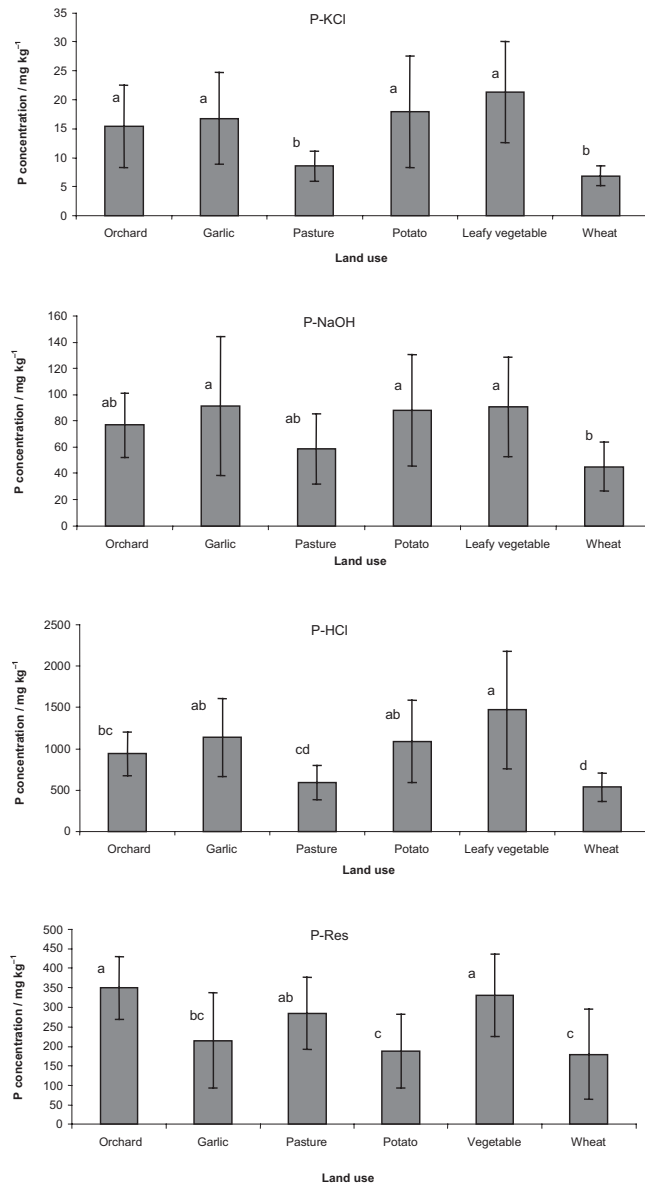 P-KCl
P concentration / mg kg⁻¹
35
30
25
20
15
10
5
0
a
a
b
a
a
b
Orchard Garlic Pasture Potato Leafy vegetable Wheat
Land use
P-NaOH
P concentration / mg kg⁻¹
160
140
120
100
80
60
40
20
0
ab
a
ab
a
a
b
Orchard Garlic Pasture Potato Leafy vegetable Wheat
Land use
P-HCl
P concentration / mg kg⁻¹
2500
2000
1500
1000
500
0
bc
ab
cd
ab
a
d
Orchard Garlic Pasture Potato Leafy vegetable Wheat
Land use
P-Res
P concentration / mg kg⁻¹
500
450
400
350
300
250
200
150
100
50
0
a
bc
ab
c
a
c
Orchard Garlic Pasture Potato Vegetable Wheat
Land use